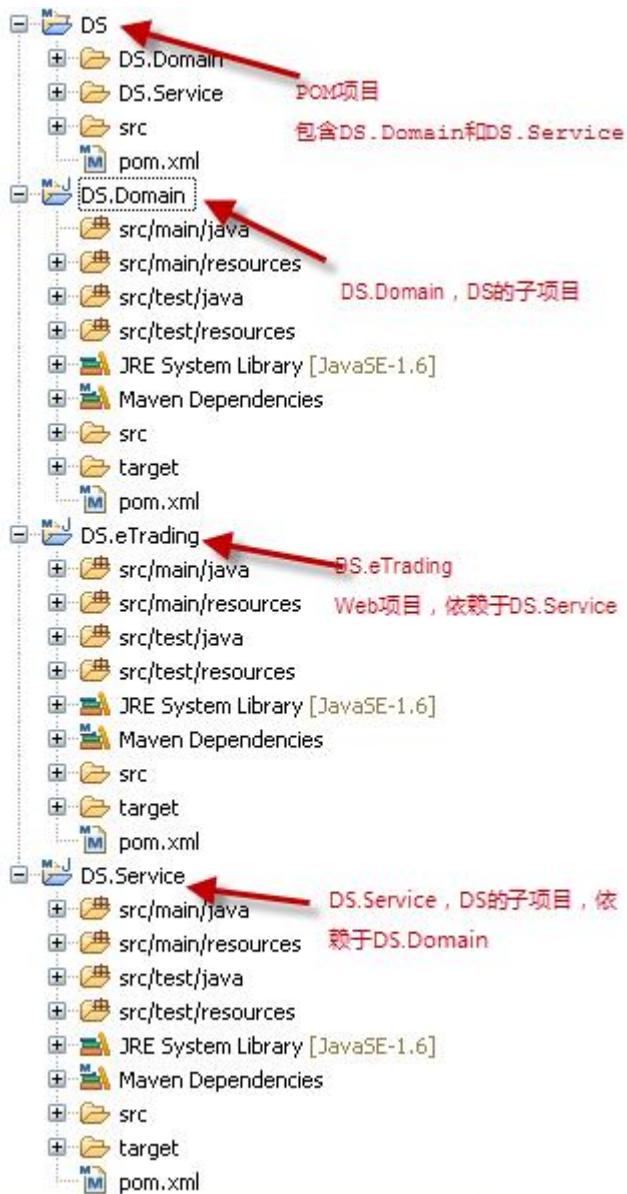 DS
DS.Domain
DS.Service
POM项目
src
包含DS.Domain和DS.Service
pom.xml
DS.Domain
src/main/java
src/main/resources
DS.Domain，DS的子项目
src/test/java
src/test/resources
JRE System Library [JavaSE-1.6]
Maven Dependencies
src
target
pom.xml
DS.eTrading
src/main/java
DS.eTrading
src/main/resources
Web项目，依赖于DS.Service
src/test/java
src/test/resources
JRE System Library [JavaSE-1.6]
Maven Dependencies
src
target
pom.xml
DS.Service
DS.Service，DS的子项目，依
src/main/java
赖于DS.Domain
src/main/resources
src/test/java
src/test/resources
JRE System Library [JavaSE-1.6]
Maven Dependencies
src
target
pom.xml